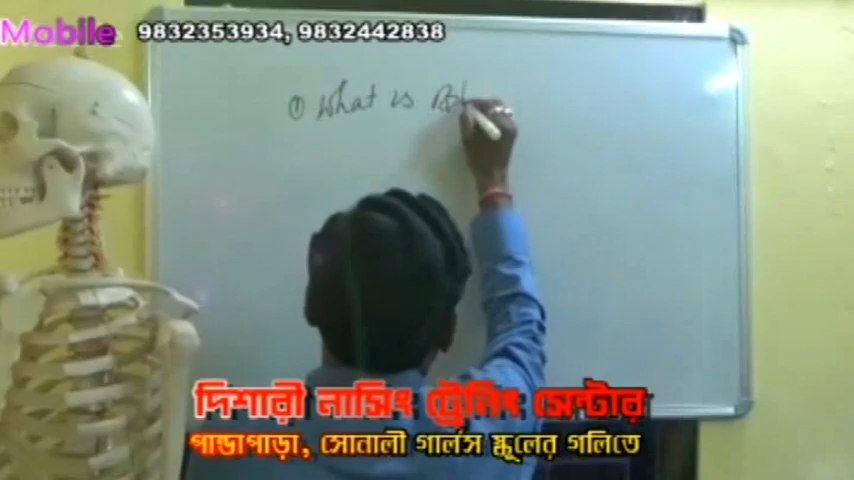 Mobile 9832353934, 9832442838
① What is
দিশারী নার্সিং ট্রেনিং সেন্টার
পান্ডাপাড়া, সোনালী গার্লস স্কুলের গলিতে